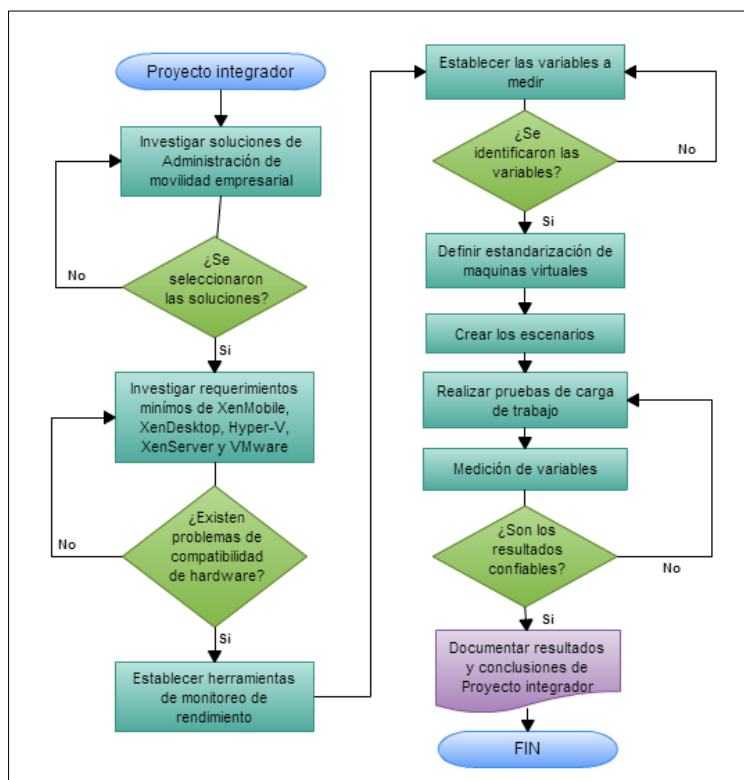 Proyecto integrador
Investigar soluciones de
Administración de
movilidad empresarial
¿Se
seleccionaron
las soluciones?
No
Si
Investigar requerimientos
minímos de XenMobile,
XenDesktop, Hyper-V,
XenServer y VMware
¿Existen
problemas de
compatibilidad
de hardware?
No
Si
Establecer herramientas
de monitoreo de
rendimiento
Establecer las variables a
medir
¿Se
identificaron las
variables?
No
Si
Definir estandarización de
maquinas virtuales
Crear los escenarios
Realizar pruebas de carga
de trabajo
Medición de variables
¿Son los
resultados
confiables?
No
Si
Documentar resultados
y conclusiones de
Proyecto integrador
FIN